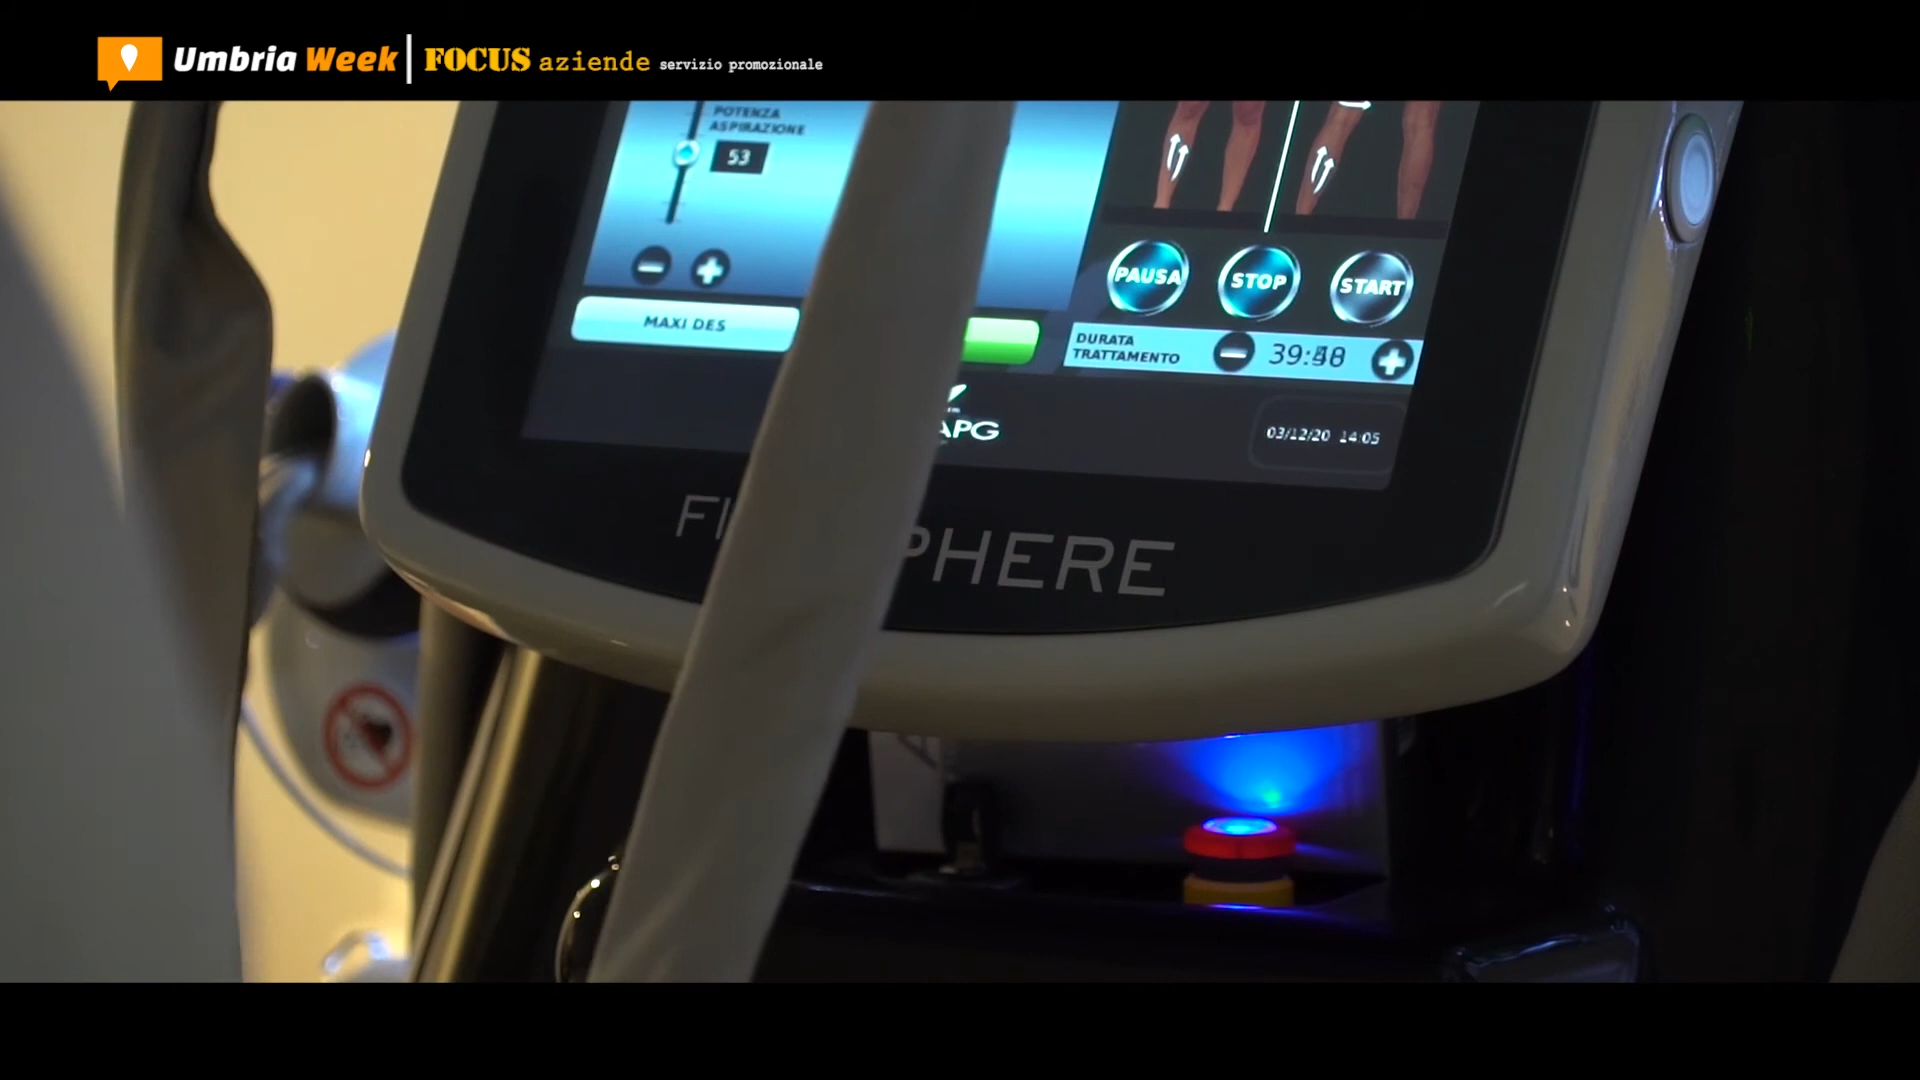 Umbria Week | FOCUS aziende servizio promozionale
POTENZA
ASPIRAZIONE
53
MAXI DES
PAUSA STOP START
DURATA
TRATTAMENTO
APG
03/12/20 14:05
FI PHERE